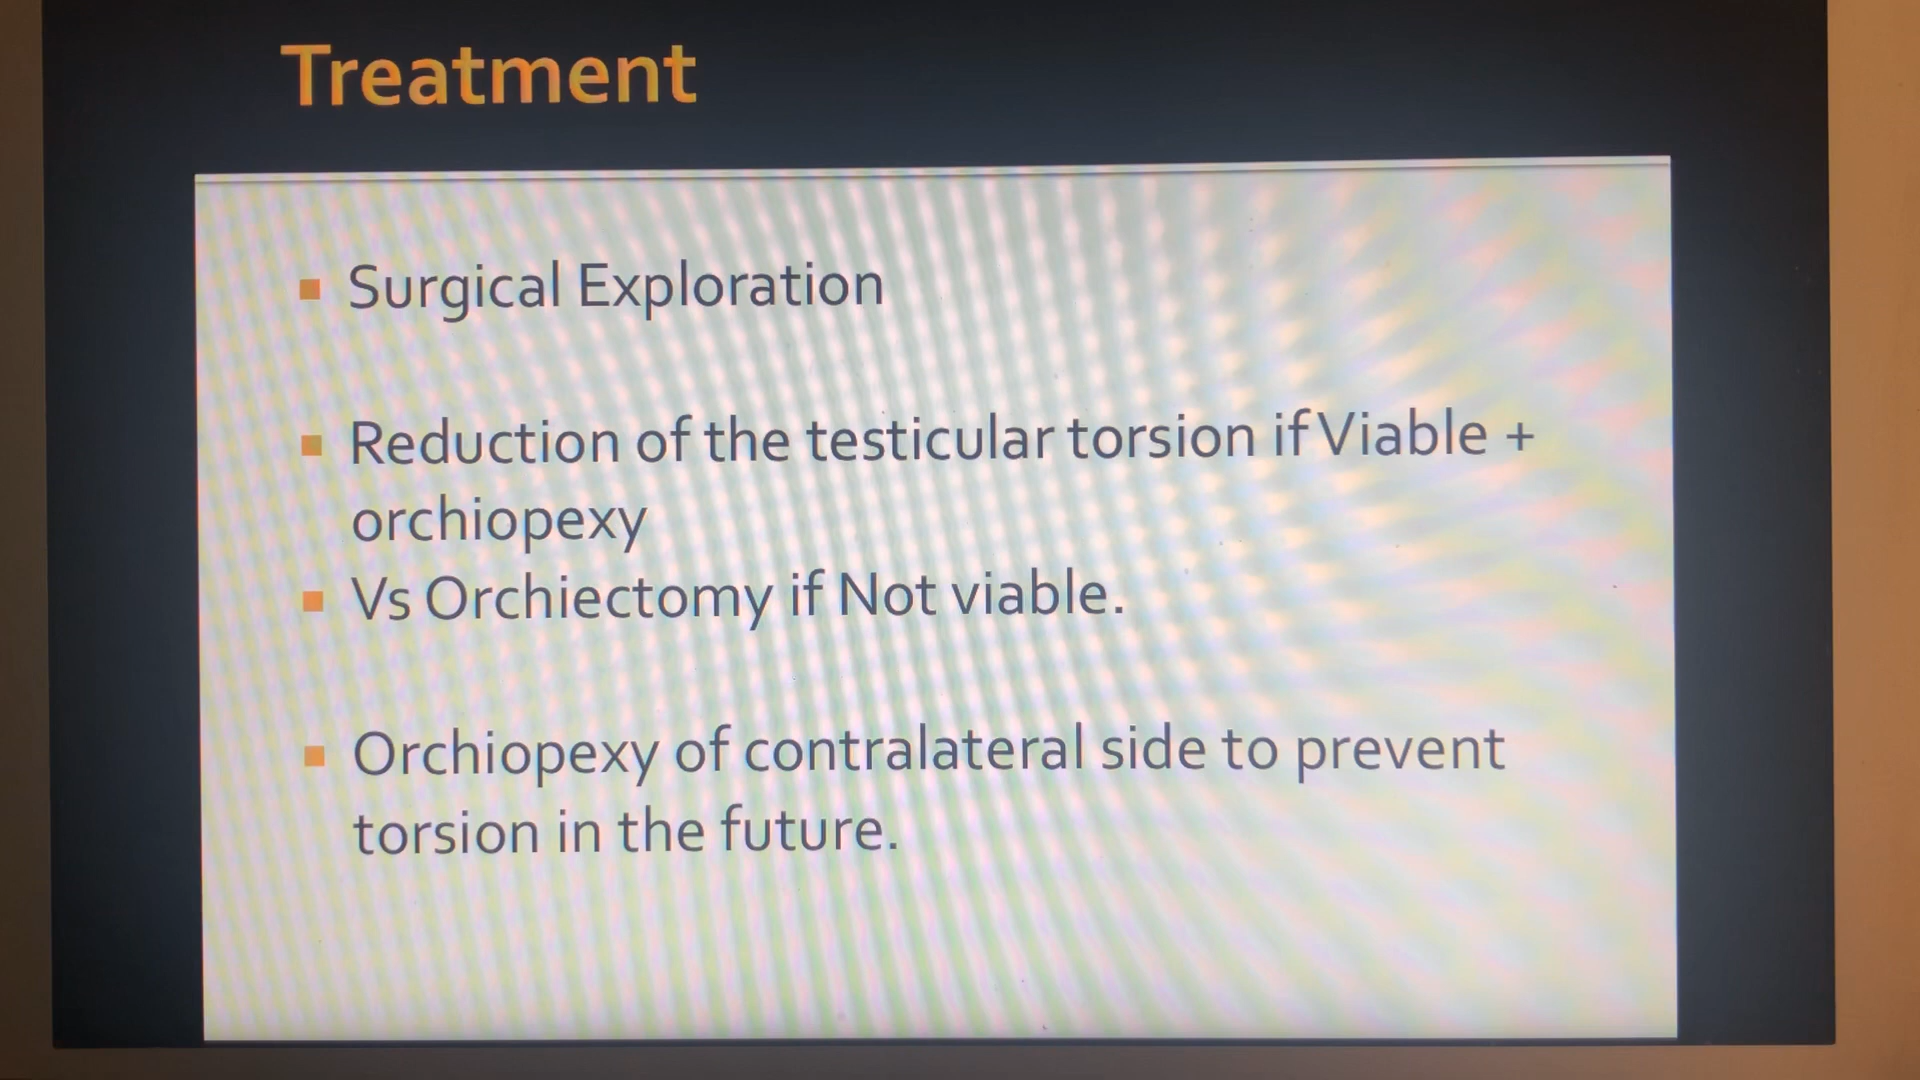 Treatment
Surgical Exploration
Reduction of the testicular torsion if Viable +
orchiopexy
Vs Orchiectomy if Not viable.
Orchiopexy of contralateral side to prevent
torsion in the future.